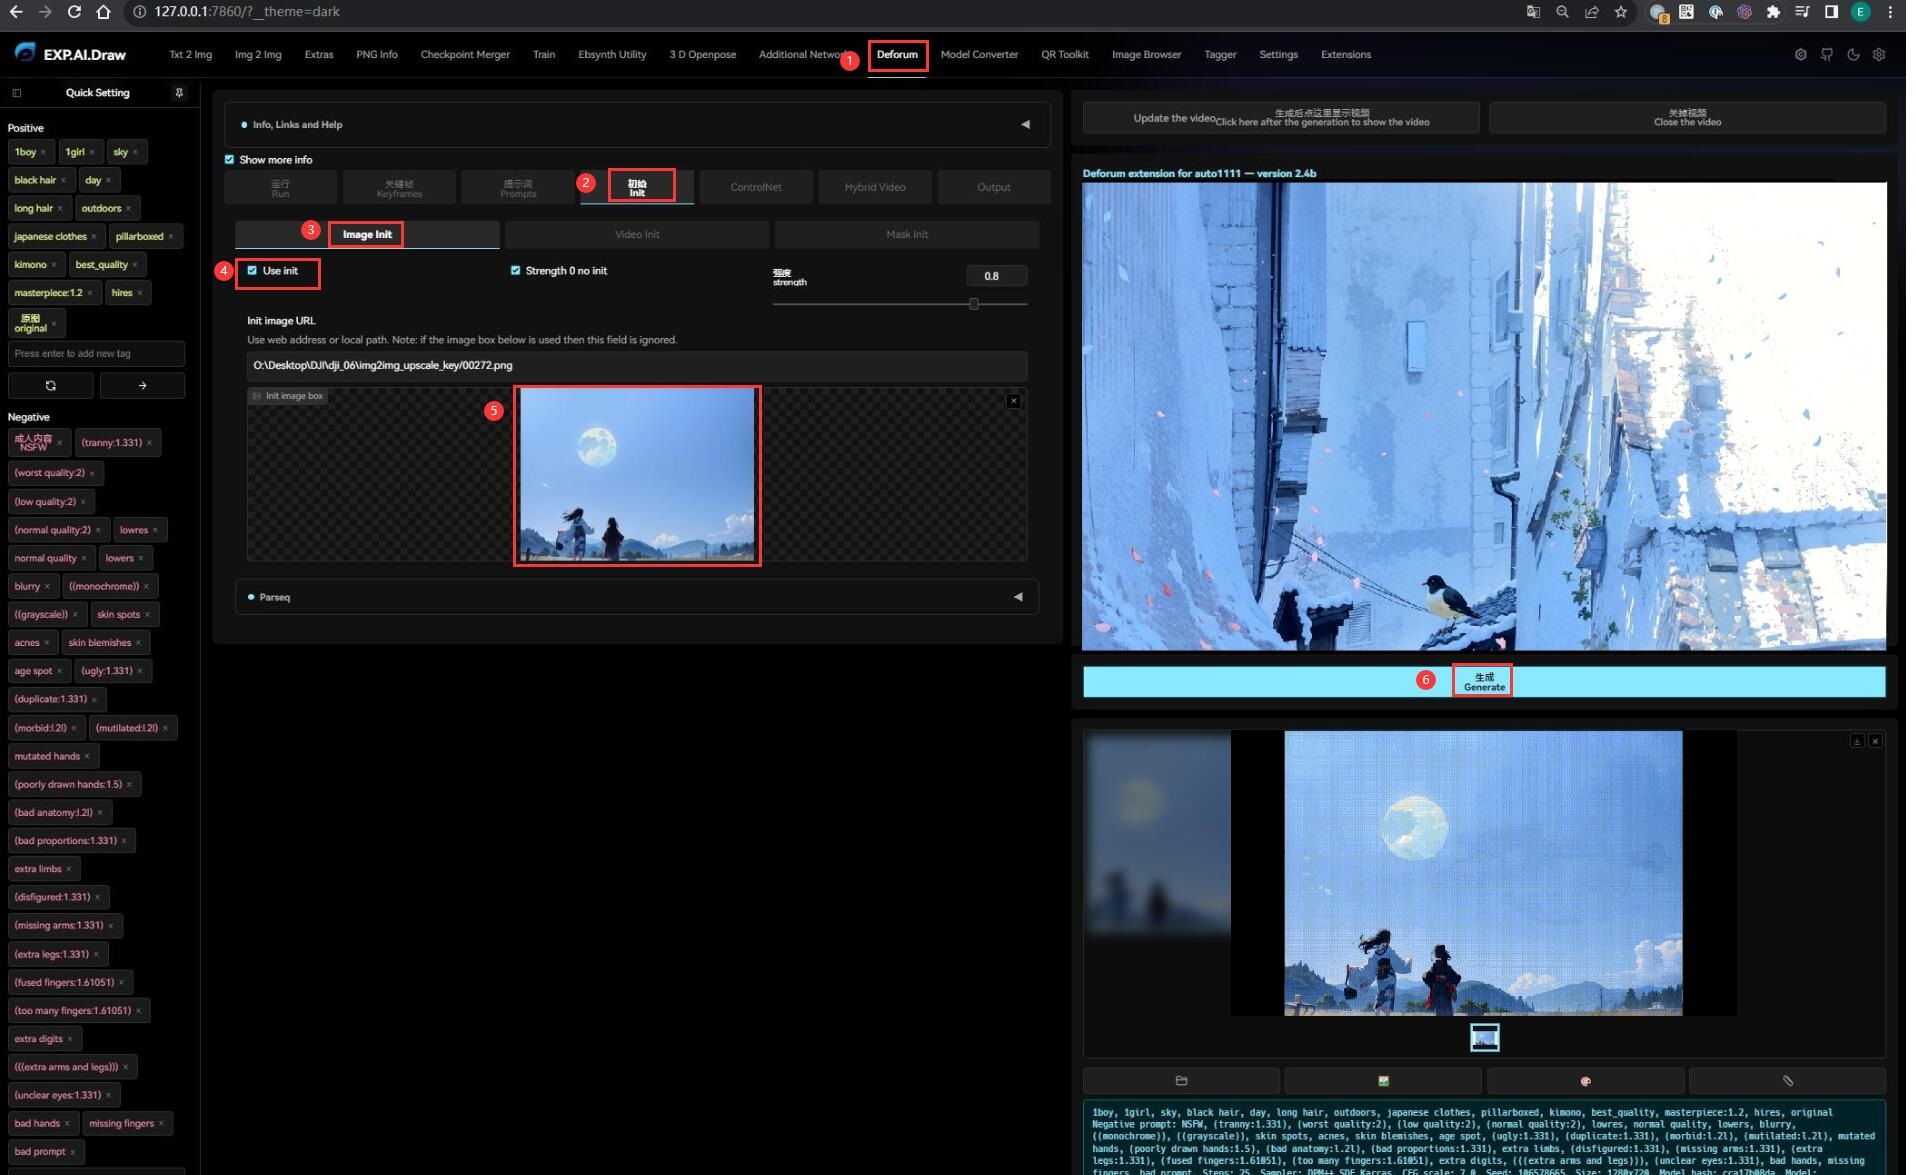 127.0.0.1:7860/?__theme=dark
8
E
EXP.AI.Draw
Txt 2 Img
Img 2 Img
Extras
PNG Info
Checkpoint Merger
Train
Ebsynth Utility
3 D Openpose
Additional Netwo
1
Deforum
Model Converter
QR Toolkit
Image Browser
Tagger
Settings
Extensions
Quick Setting
Positive
1boy ×
1girl ×
sky ×
black hair ×
day ×
long hair ×
outdoors ×
japanese clothes ×
pillarboxed ×
kimono ×
best_quality ×
masterpiece:1.2 ×
hires ×
原图
original ×
Press enter to add new tag
Negative
成人内容
NSFW ×
(tranny:1.331) ×
(worst quality:2) ×
(low quality:2) ×
(normal quality:2) ×
lowres ×
normal quality ×
lowers ×
blurry ×
((monochrome)) ×
((grayscale)) ×
skin spots ×
acnes ×
skin blemishes ×
age spot ×
(ugly:1.331) ×
(duplicate:1.331) ×
(morbid:l.2l) ×
(mutilated:l.2l) ×
mutated hands ×
(poorly drawn hands:1.5) ×
(bad anatomy:l.2l) ×
(bad proportions:1.331) ×
extra limbs ×
(disfigured:1.331) ×
(missing arms:1.331) ×
(extra legs:1.331) ×
(fused fingers:1.61051) ×
(too many fingers:1.61051) ×
extra digits ×
(((extra arms and legs))) ×
(unclear eyes:1.331) ×
bad hands ×
missing fingers ×
bad prompt ×
Info, Links and Help
Show more info
运行
Run
关键帧
Keyframes
提示词
Prompts
2
初始
Init
ControlNet
Hybrid Video
Output
3
Image Init
Video Init
Mask Init
4
Use init
Strength 0 no init
强度
strength
0.8
Init image URL
Use web address or local path. Note: if the image box below is used then this field is ignored.
O:\Desktop\DJI\dji_06\img2img_upscale_key/00272.png
Init image box
5
Parseq
Update the video
生成后点这里显示视频
Click here after the generation to show the video
关掉视频
Close the video
Deforum extension for auto1111 — version 2.4b
6
生成
Generate
1boy, 1girl, sky, black hair, day, long hair, outdoors, japanese clothes, pillarboxed, kimono, best_quality, masterpiece:1.2, hires, original
Negative prompt: NSFW, (tranny:1.331), (worst quality:2), (low quality:2), (normal quality:2), lowres, normal quality, lowers, blurry,
((monochrome)), ((grayscale)), skin spots, acnes, skin blemishes, age spot, (ugly:1.331), (duplicate:1.331), (morbid:l.2l), (mutilated:l.2l), mutated
hands, (poorly drawn hands:1.5), (bad anatomy:l.2l), (bad proportions:1.331), extra limbs, (disfigured:1.331), (missing arms:1.331), (extra
legs:1.331), (fused fingers:1.61051), (too many fingers:1.61051), extra digits, (((extra arms and legs))), (unclear eyes:1.331), bad hands, missing
fingers, bad prompt, Steps: 25, Sampler: DPM++ SDE Karras, CFG scale: 7.0, Seed: 106578665, Size: 1280x720, Model hash: cca17b08da, Model: